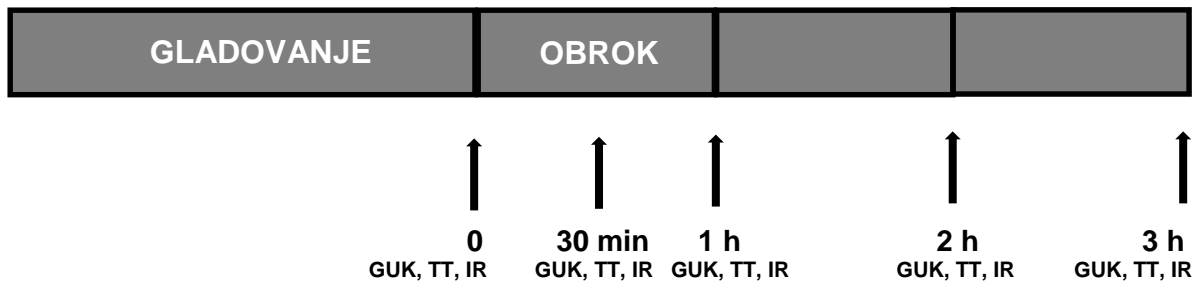 GLADOVANJE OBROK
0 30 min 1 h 2 h 3 h
GUK, TT, IR GUK, TT, IR GUK, TT, IR GUK, TT, IR GUK, TT, IR